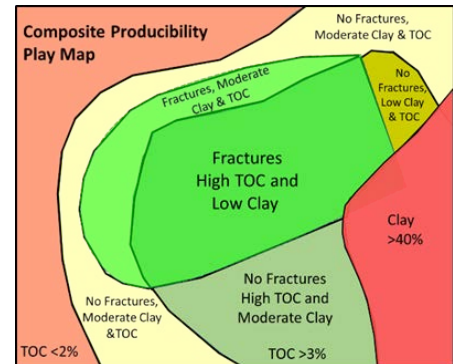 Composite Producibility
Play Map
No Fractures,
Moderate Clay & TOC
Fractures, Moderate
Clay & TOC
No
Fractures,
Low Clay
& TOC
Fractures
High TOC and
Low Clay
Clay
>40%
No Fractures
High TOC and
Moderate Clay
No Fractures,
Moderate Clay
&TOC
TOC <2%
TOC >3%